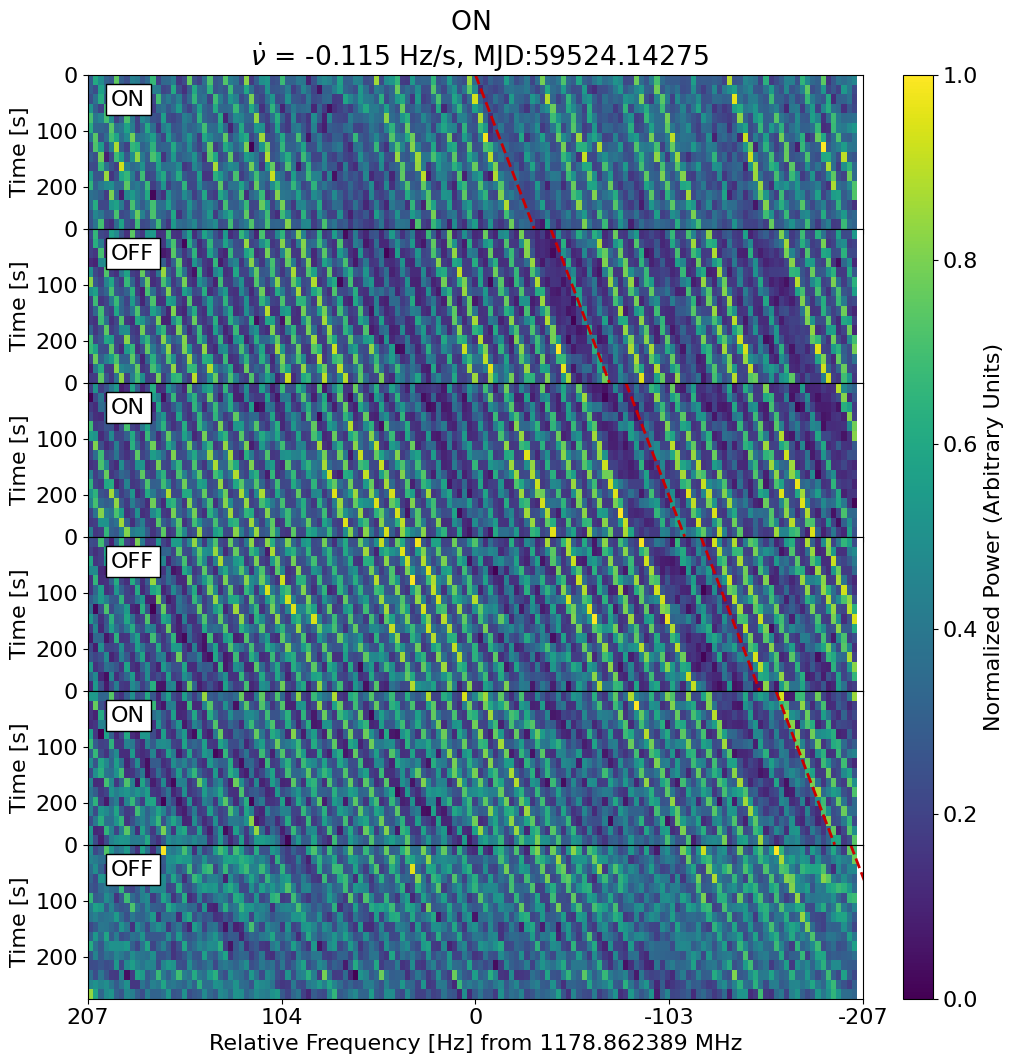 ON
ν̇ = -0.115 Hz/s, MJD:59524.14275
0
100
200
Time [s]
ON
0
100
200
Time [s]
OFF
0
100
200
Time [s]
ON
0
100
200
Time [s]
OFF
0
100
200
Time [s]
ON
0
100
200
Time [s]
OFF
207
104
0
-103
-207
Relative Frequency [Hz] from 1178.862389 MHz
1.0
0.8
0.6
0.4
0.2
0.0
Normalized Power (Arbitrary Units)